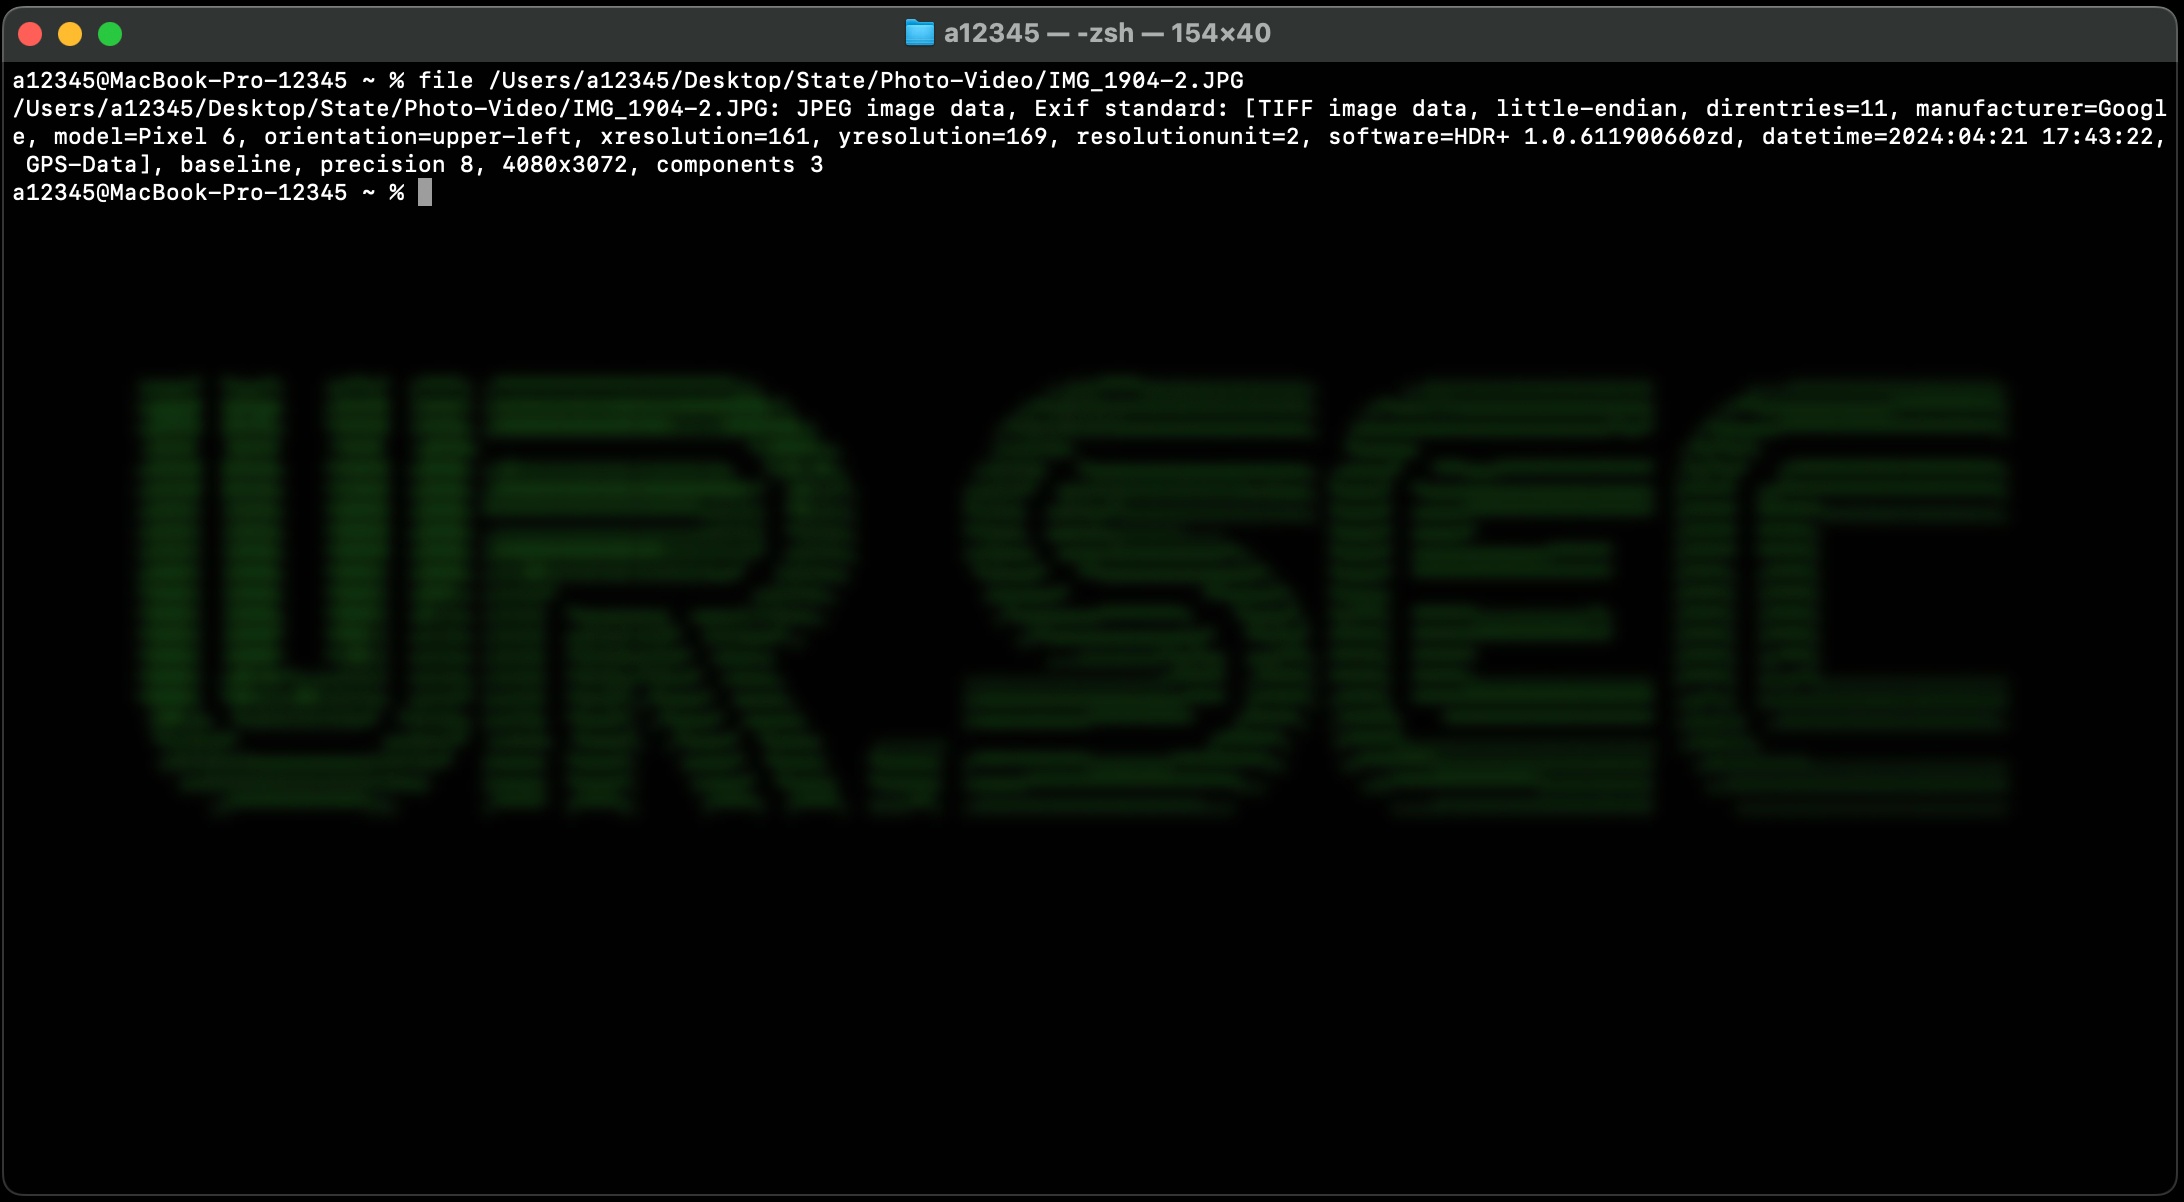 a12345 — -zsh — 154×40
a12345@MacBook-Pro-12345 ~ % file /Users/a12345/Desktop/State/Photo-Video/IMG_1904-2.JPG
/Users/a12345/Desktop/State/Photo-Video/IMG_1904-2.JPG: JPEG image data, Exif standard: [TIFF image data, little-endian, direntries=11, manufacturer=Googl
e, model=Pixel 6, orientation=upper-left, xresolution=161, yresolution=169, resolutionunit=2, software=HDR+ 1.0.611900660zd, datetime=2024:04:21 17:43:22,
GPS-Data], baseline, precision 8, 4080x3072, components 3
a12345@MacBook-Pro-12345 ~ %
UR.SEC